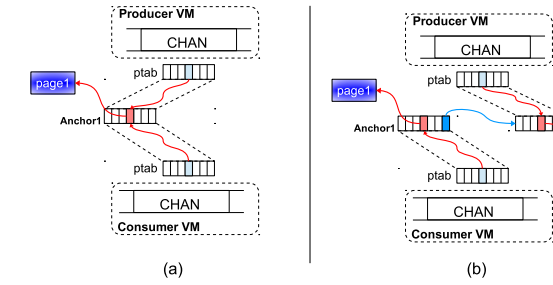 Producer VM
CHAN
ptab
page1
Anchor1
ptab
CHAN
Consumer VM
(a)
Producer VM
CHAN
ptab
page1
Anchor1
ptab
CHAN
Consumer VM
(b)